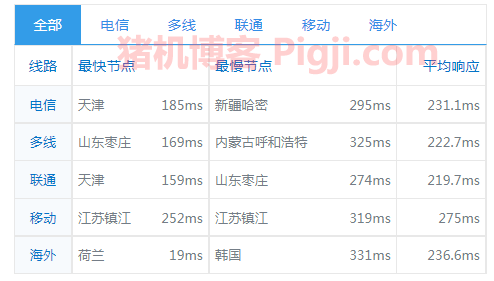 全部 电信 多线 联通 移动 海外
猪机博客 Pigji.com
线路 最快节点 最慢节点 平均响应
电信 天津 185ms 新疆哈密 295ms 231.1ms
多线 山东枣庄 169ms 内蒙古呼和浩特 325ms 222.7ms
联通 天津 159ms 山东枣庄 274ms 219.7ms
移动 江苏镇江 252ms 江苏镇江 319ms 275ms
海外 荷兰 19ms 韩国 331ms 236.6ms